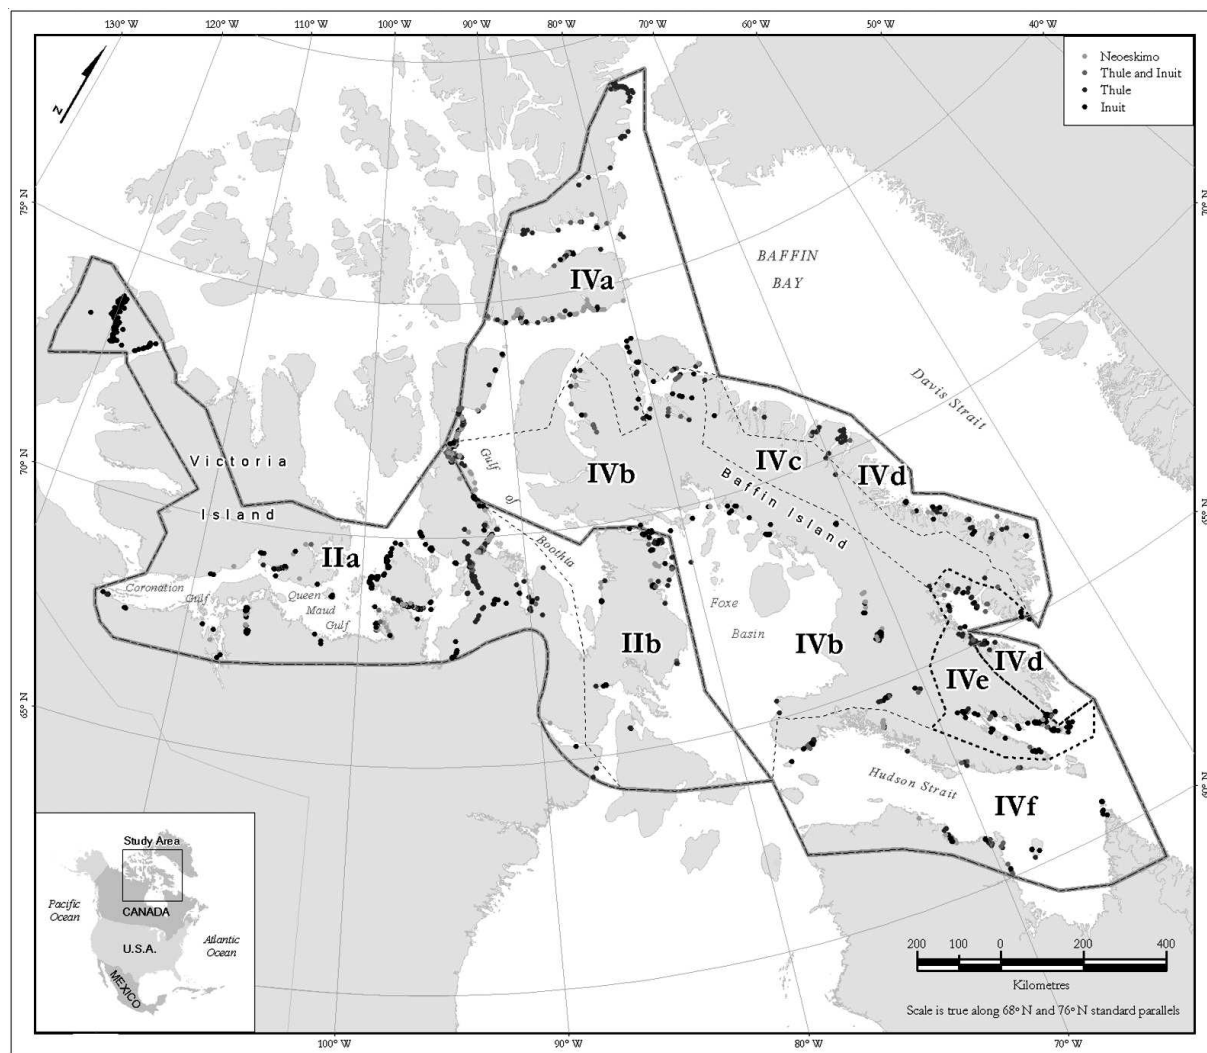 130° W
120° W
110° W
100° W
90° W
80° W
70° W
60° W
50° W
40° W
N
Neoeskimo
Thule and Inuit
Thule
Inuit
75° N
70° N
BAFFIN
BAY
IVa
Davis Strait
Victoria
Island
Gulf
of
Boothia
IVb
IVc
IVd
Baffin Island
70° N
65° N
IIa
Coronation
Gulf
Queen
Maud
Gulf
Foxe
Basin
IIb
IVb
IVe
IVd
65° N
60° N
Hudson Strait
IVf
Study Area
Pacific
Ocean
CANADA
U.S.A.
Atlantic
Ocean
MEXICO
200 100 0 200 400
Kilometres
Scale is true along 68° N and 76° N standard parallels
100° W
90° W
80° W
70° W